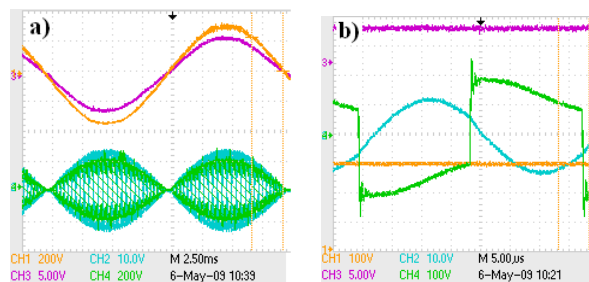 a)
3
2
CH1 200V CH2 10.0V M 2.50ms
CH3 5.00V CH4 200V 6-May-09 10:39
b)
3
1
CH1 100V CH2 10.0V M 5.00µs
CH3 5.00V CH4 100V 6-May-09 10:21